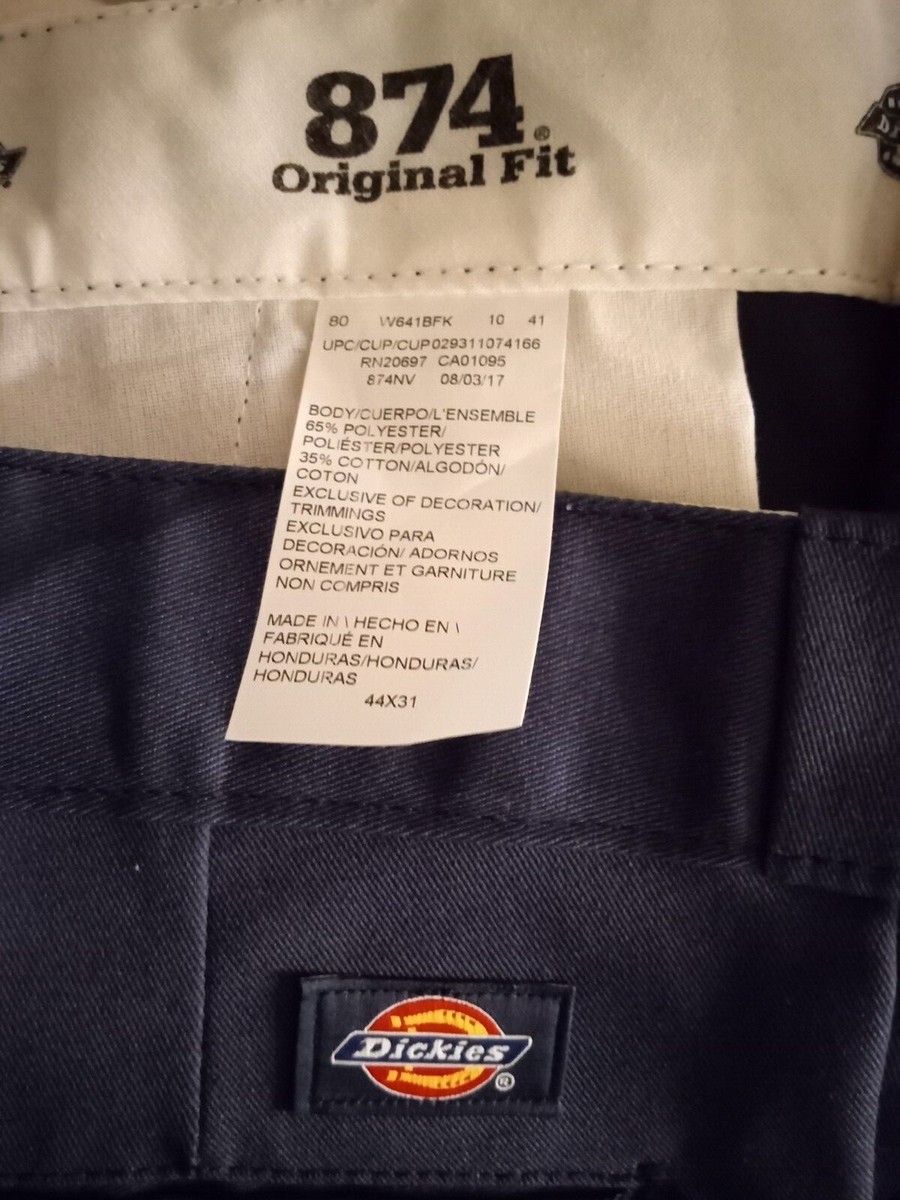 874®
Original Fit
80 W641BFK 10 41
UPC/CUP/CUP029311074166
RN20697 CA01095
874NV 08/03/17
BODY/CUERPO/L'ENSEMBLE
65% POLYESTER/
POLIÉSTER/POLYESTER
35% COTTON/ALGODÓN/
COTON
EXCLUSIVE OF DECORATION/
TRIMMINGS
EXCLUSIVO PARA
DECORACIÓN/ ADORNOS
ORNEMENT ET GARNITURE
NON COMPRIS
MADE IN \ HECHO EN \
FABRIQUÉ EN
HONDURAS/HONDURAS/
HONDURAS
44X31
Dickies®